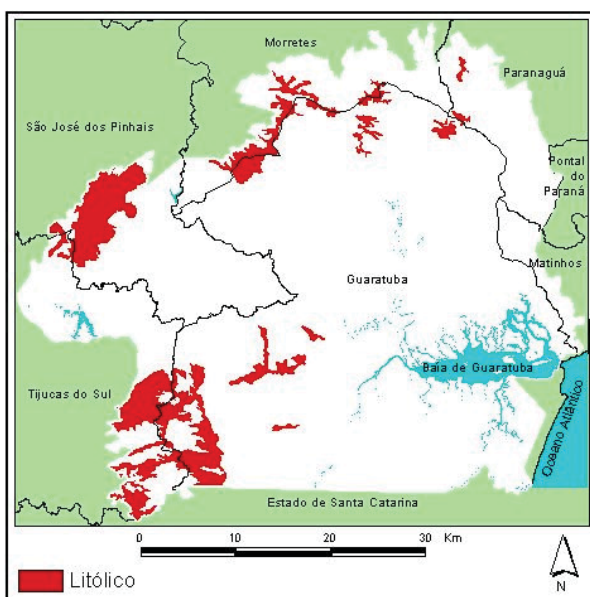 Morretes
Paranaguá
São José dos Pinhais
Pontal
do
Paraná
Matinhos
Guaratuba
Baía de Guaratuba
Tijucas do Sul
Oceano Atlântico
Estado de Santa Catarina
0 10 20 30 Km
Litólico
N